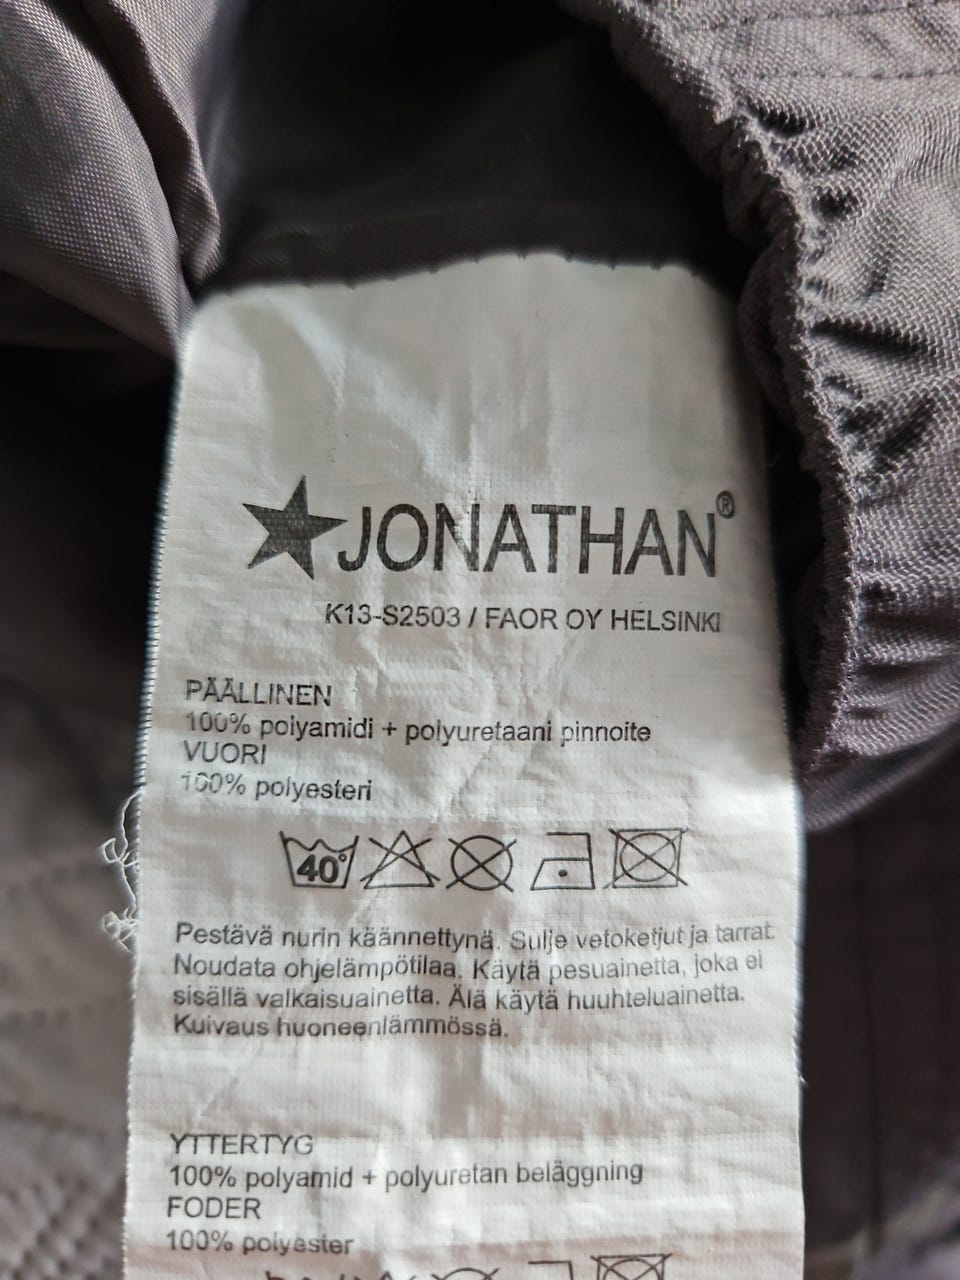 JONATHAN®
K13-S2503 / FAOR OY HELSINKI
PÄÄLLINEN
100% polyamidi + polyuretaani pinnoite
VUORI
100% polyesteri
40°
Pestävä nurin käännettynä. Sulje vetoketjut ja tarrat.
Noudata ohjelämpötilaa. Käytä pesuainetta, joka ei
sisällä valkaisuainetta. Älä käytä huuhteluainetta.
Kuivaus huoneenlämmössä.
YTTERTYG
100% polyamid + polyuretan beläggning
FODER
100% polyester